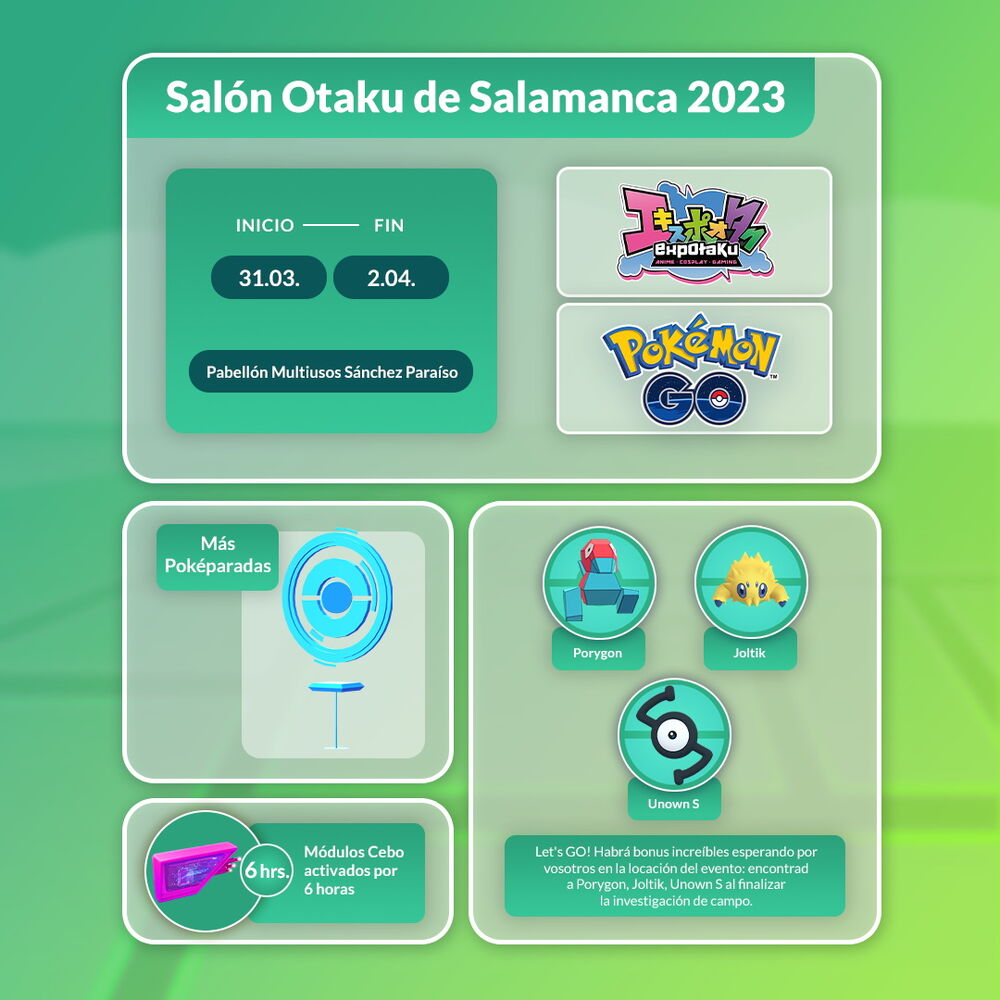 Salón Otaku de Salamanca 2023
INICIO
FIN
31.03.
2.04.
Pabellón Multiusos Sánchez Paraíso
エキスポオタク
EXPOTAKU
ANIME · COSPLAY · GAMING
POKÉMON
GO
TM
Más
Poképaradas
Porygon
Joltik
Unown S
6 hrs.
Módulos Cebo
activados por
6 horas
Let's GO! Habrá bonus increíbles esperando por
vosotros en la locación del evento: encontrad
a Porygon, Joltik, Unown S al finalizar
la investigación de campo.